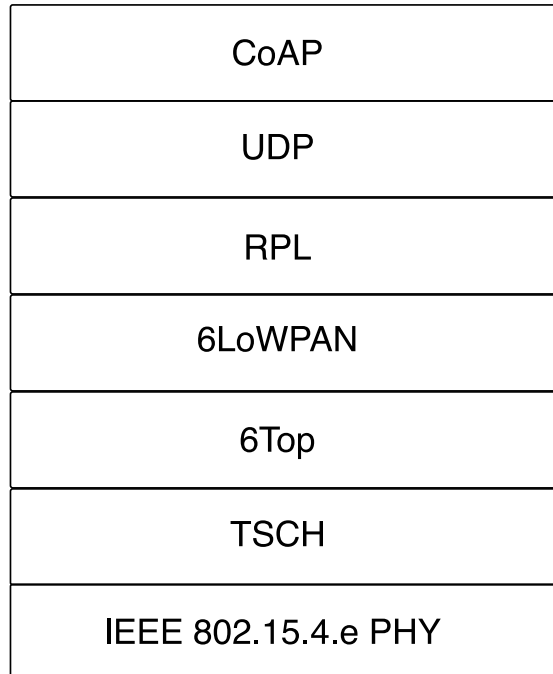 CoAP
UDP
RPL
6LoWPAN
6Top
TSCH
IEEE 802.15.4.e PHY